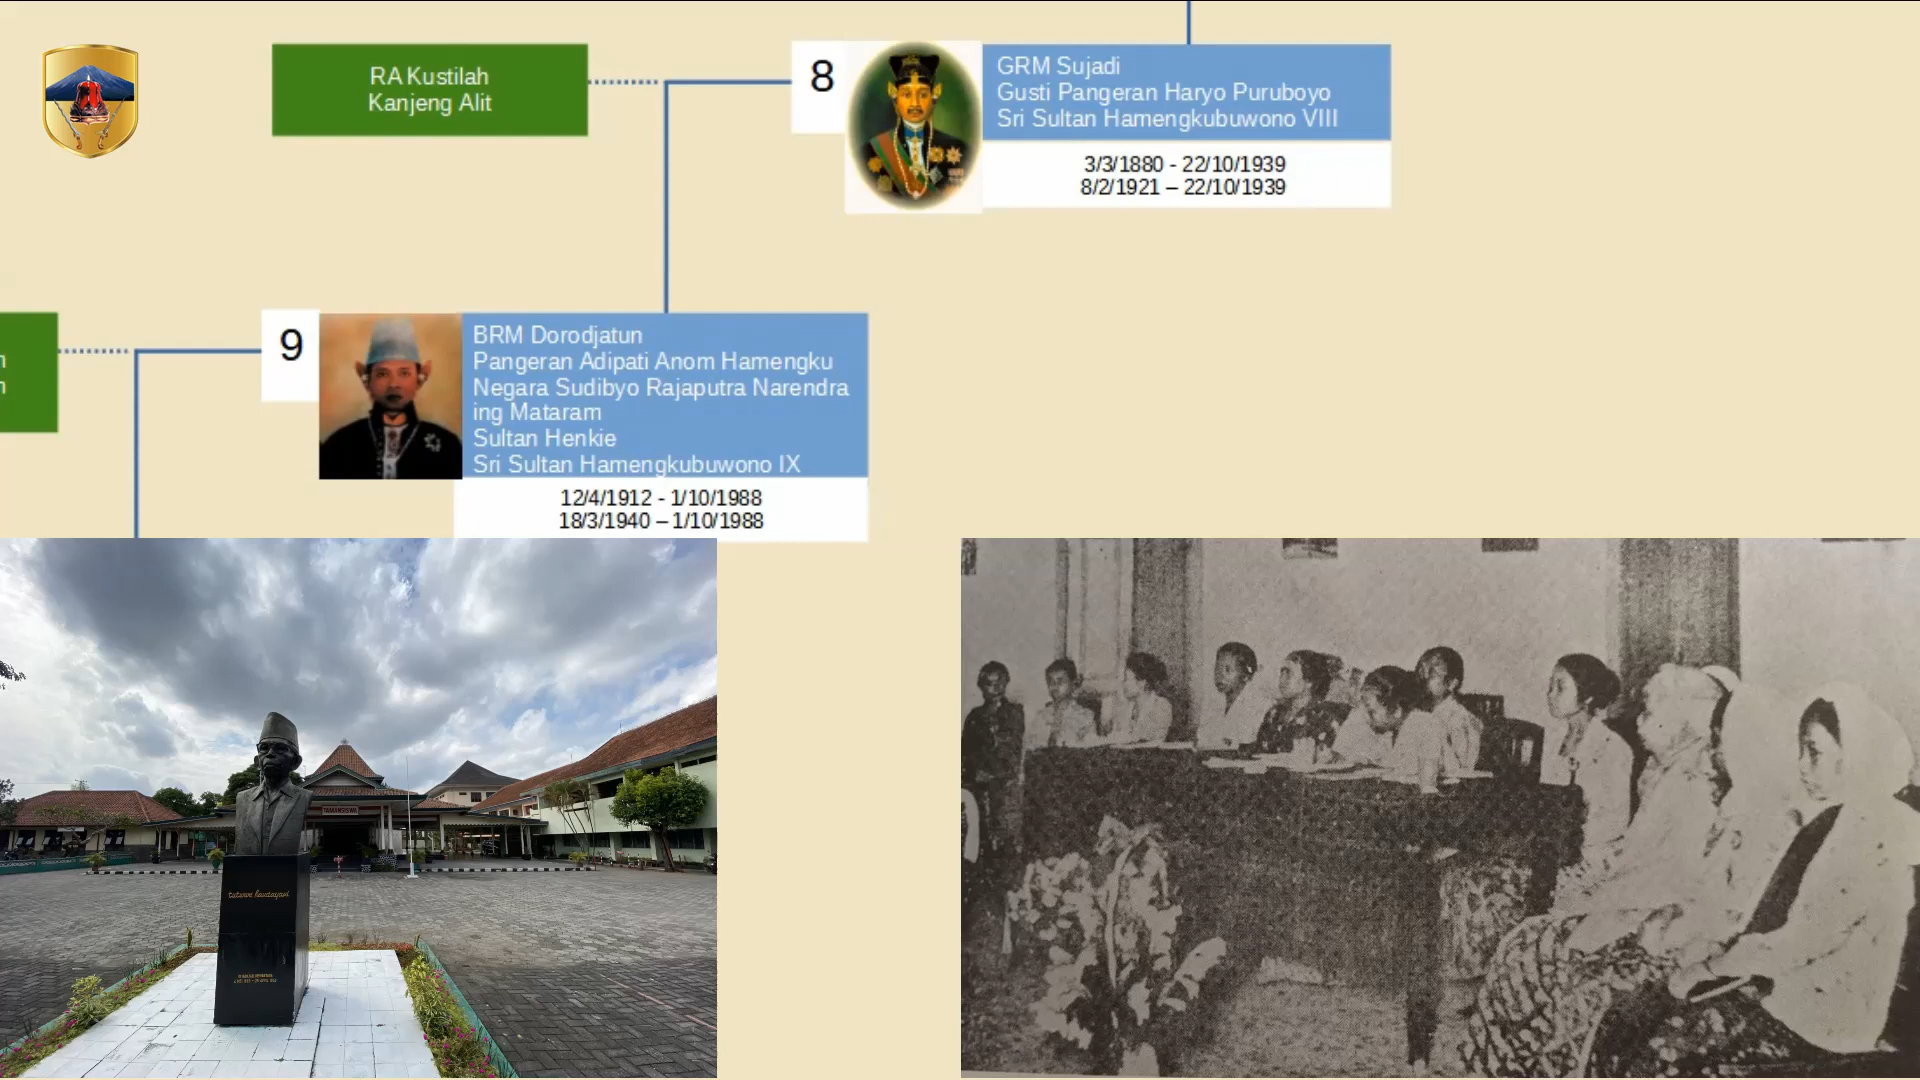 RA Kustilah
Kanjeng Alit
8
GRM Sujadi
Gusti Pangeran Haryo Puruboyo
Sri Sultan Hamengkubuwono VIII
3/3/1880 - 22/10/1939
8/2/1921 – 22/10/1939
9
BRM Dorodjatun
Pangeran Adipati Anom Hamengku
Negara Sudibyo Rajaputra Narendra
ing Mataram
Sultan Henkie
Sri Sultan Hamengkubuwono IX
12/4/1912 - 1/10/1988
18/3/1940 – 1/10/1988
TAMANSISWA